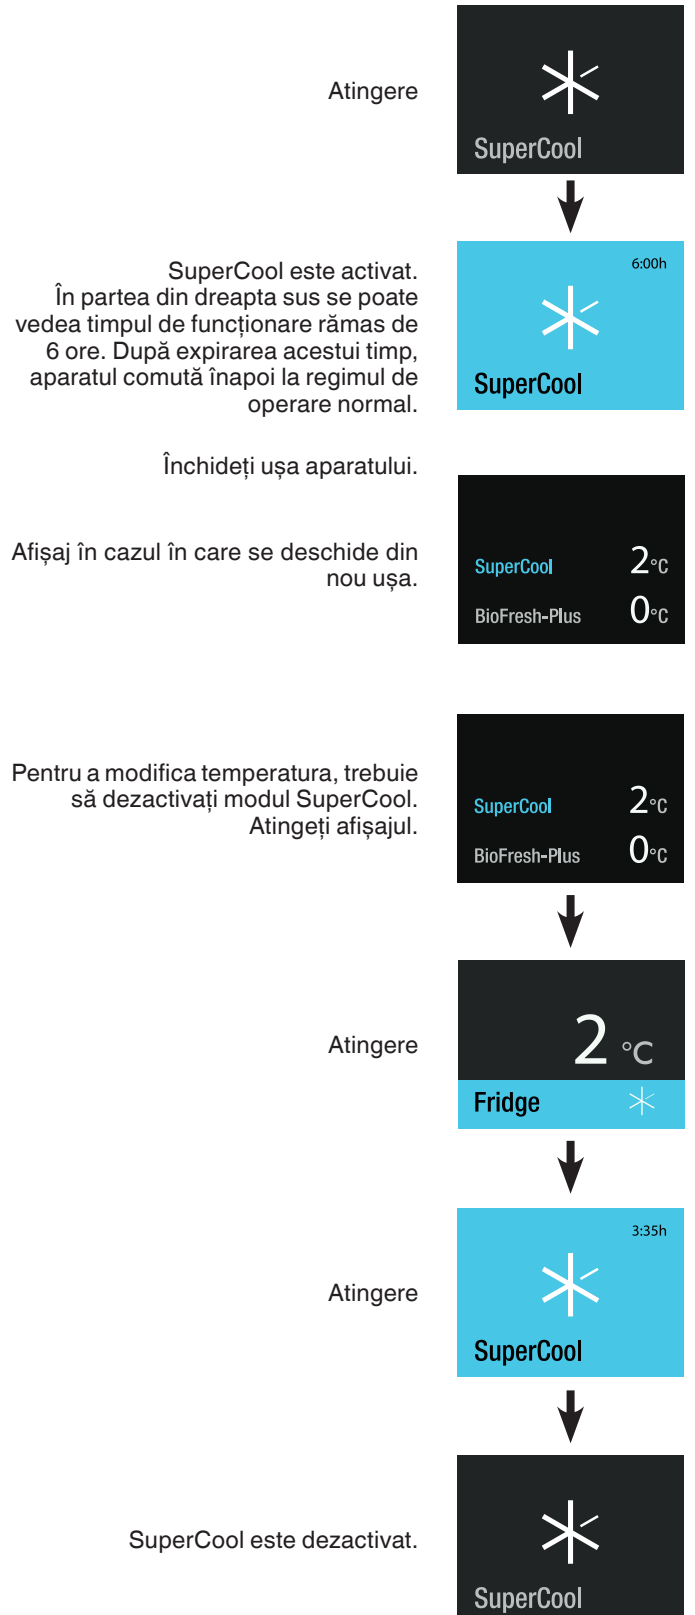 Atingere
SuperCool
SuperCool este activat.
În partea din dreapta sus se poate
vedea timpul de funcționare rămas de
6 ore. După expirarea acestui timp,
aparatul comută înapoi la regimul de
operare normal.
6:00h
SuperCool
Închideți ușa aparatului.
Afișaj în cazul în care se deschide din
nou ușa.
SuperCool 2°C
BioFresh-Plus 0°C
Pentru a modifica temperatura, trebuie
să dezactivați modul SuperCool.
Atingeți afișajul.
SuperCool 2°C
BioFresh-Plus 0°C
Atingere
2 °C
Fridge
Atingere
3:35h
SuperCool
SuperCool este dezactivat.
SuperCool